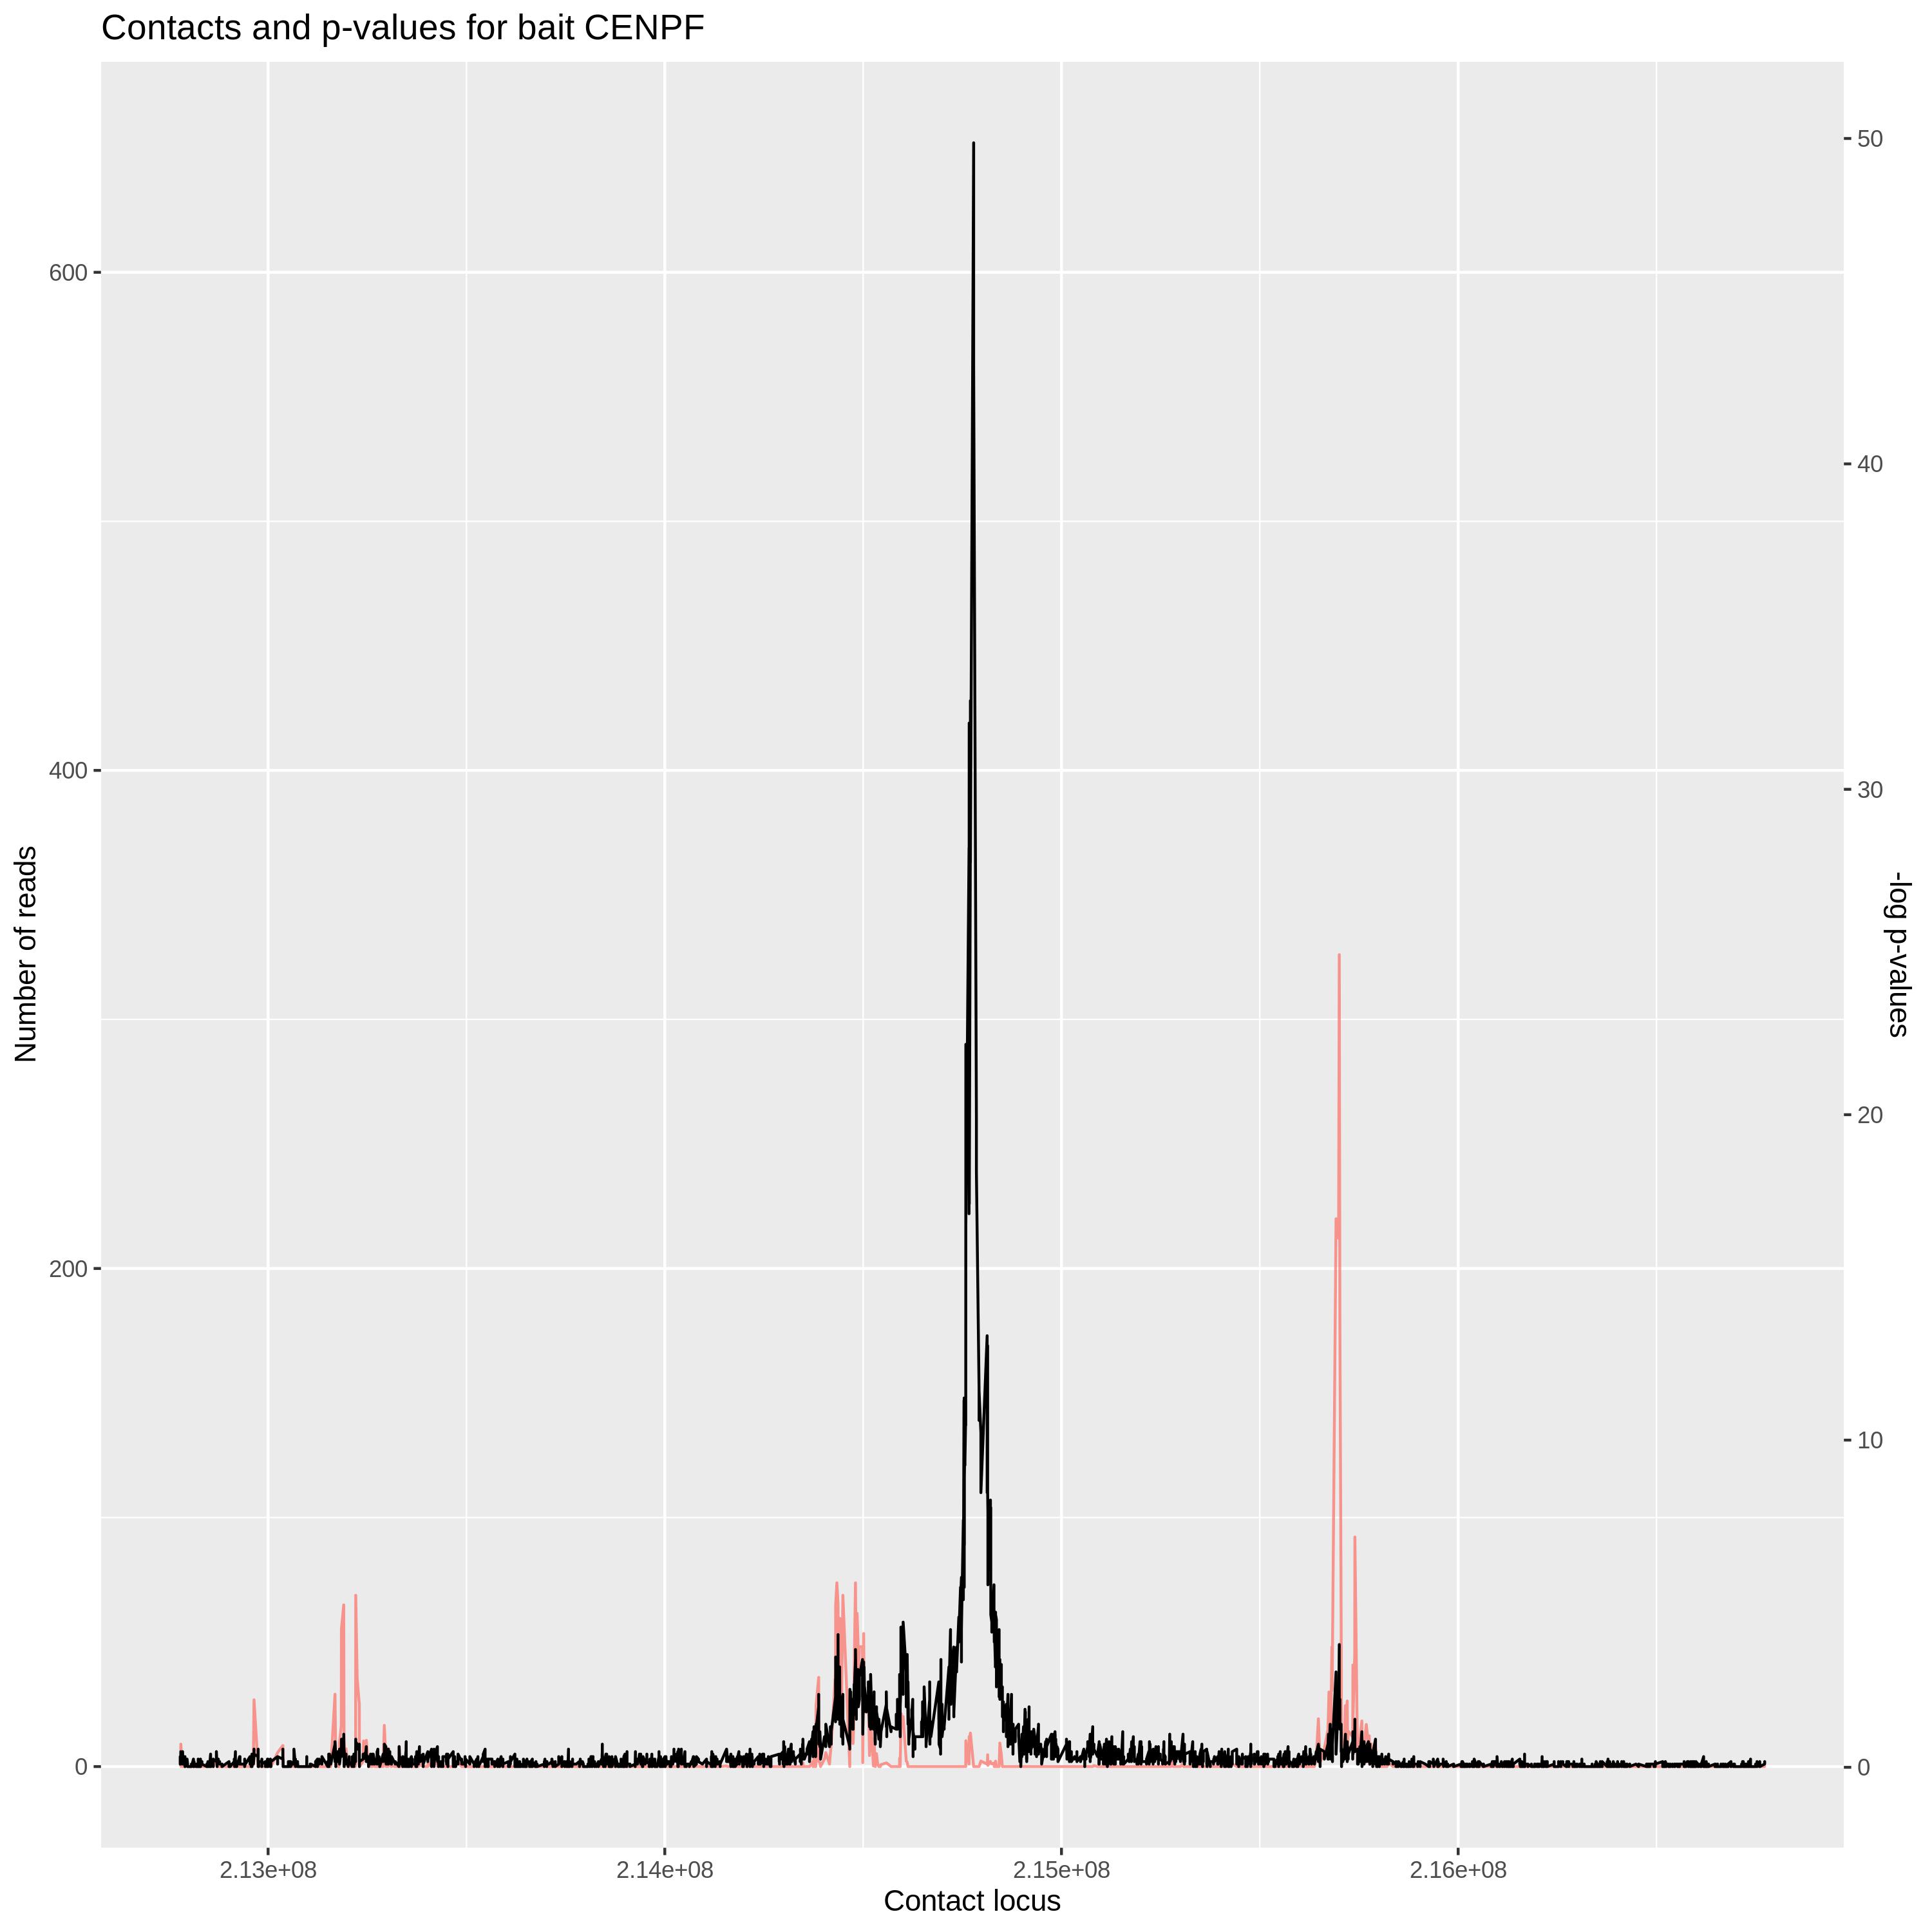 Contacts and p-values for bait CENPF
Number of reads
600
400
200
0
50
40
30
20
10
0
-log p-values
2.13e+08
2.14e+08
2.15e+08
2.16e+08
Contact locus